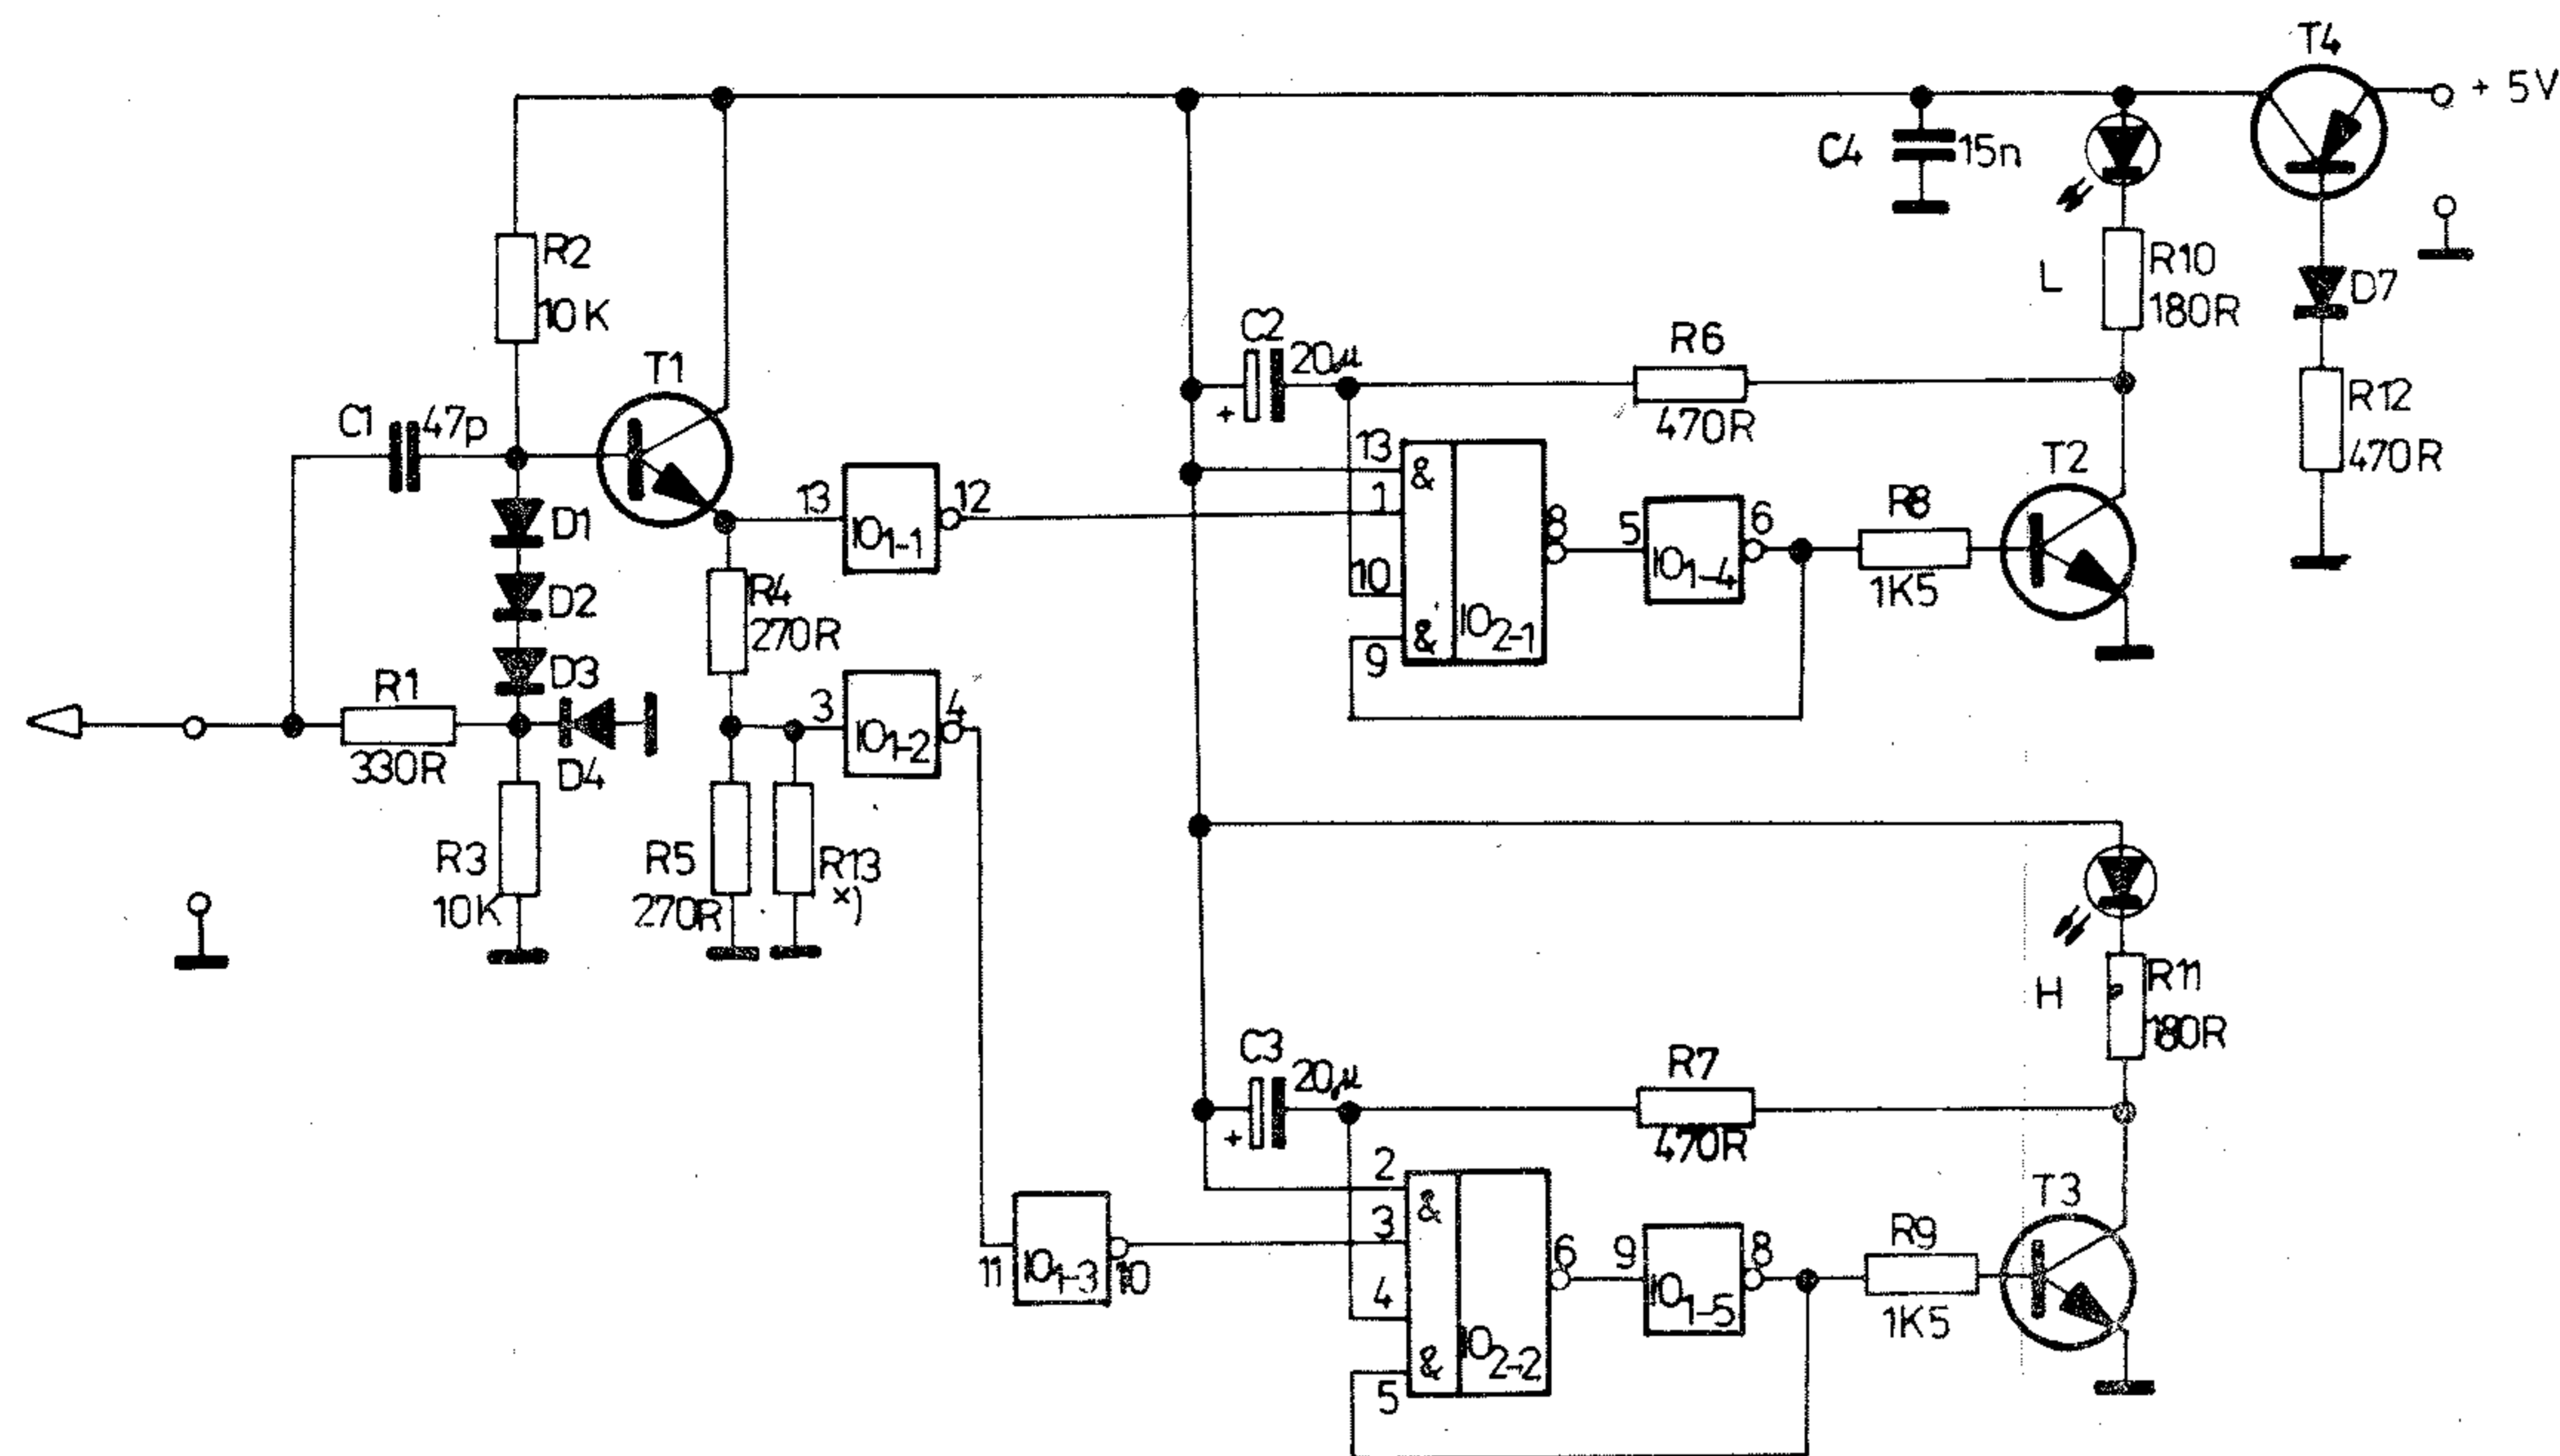 T4
+ 5V
C4
15n
R2
10K
L
R10
180R
D7
C2
20µ
+
R6
470R
R12
470R
T1
C1
47p
13
&
1
10
&
9
IO2-1
8
5
IO1-4
6
R8
1K5
T2
13
IO1-1
12
D1
D2
D3
R4
270R
R1
330R
D4
3
IO1-2
4
R3
10K
R5
270R
R13
x)
H
R11
180R
C3
20µ
+
R7
470R
2
&
3
4
&
5
IO2-2
6
9
IO1-5
8
R9
1K5
T3
11
IO1-3
10